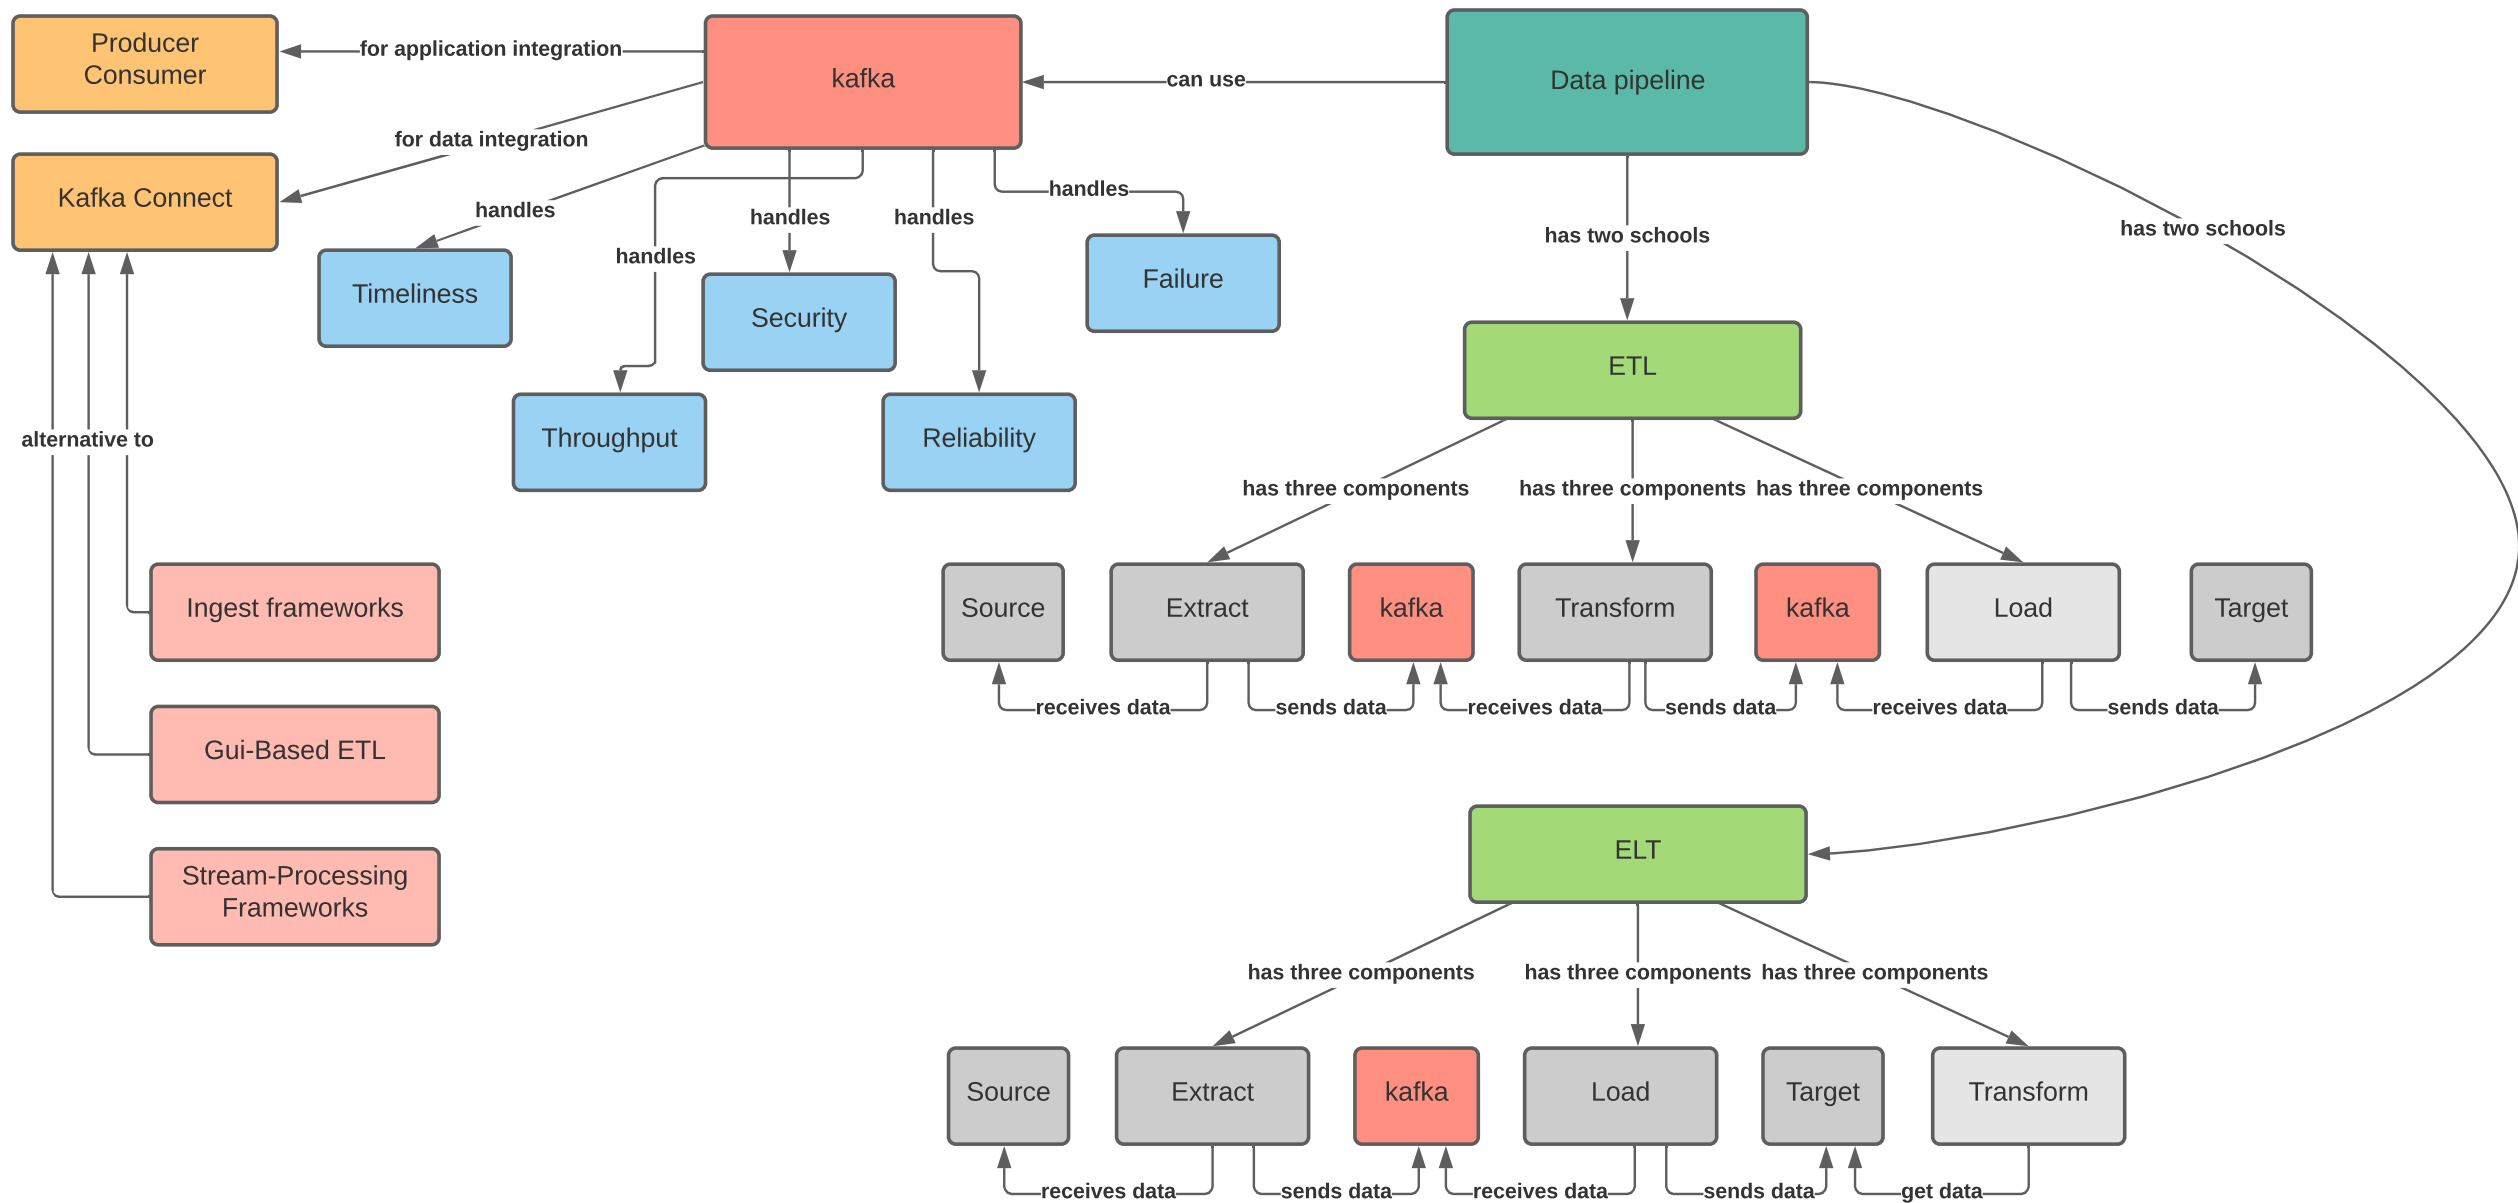 Producer
Consumer
for application integration
kafka
can use
Data pipeline
for data integration
Kafka Connect
handles
handles
handles
handles
handles
has two schools
has two schools
Timeliness
Security
Failure
Throughput
Reliability
ETL
alternative to
has three components
has three components
has three components
Ingest frameworks
Source
Extract
kafka
Transform
kafka
Load
Target
receives data
sends data
receives data
sends data
receives data
sends data
Gui-Based ETL
Stream-Processing
Frameworks
ELT
has three components
has three components
has three components
Source
Extract
kafka
Load
Target
Transform
receives data
sends data
receives data
sends data
get data